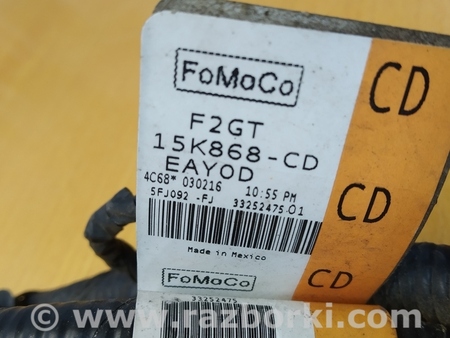 FoMoCo
CD
F2GT
15K868-CD
EAYOD
4C68* 030216 10:55 PM
5FJ092 -FJ 33252475 01
CD
Made in Mexico
FoMoCo
CD
33252475
www.razborki.com